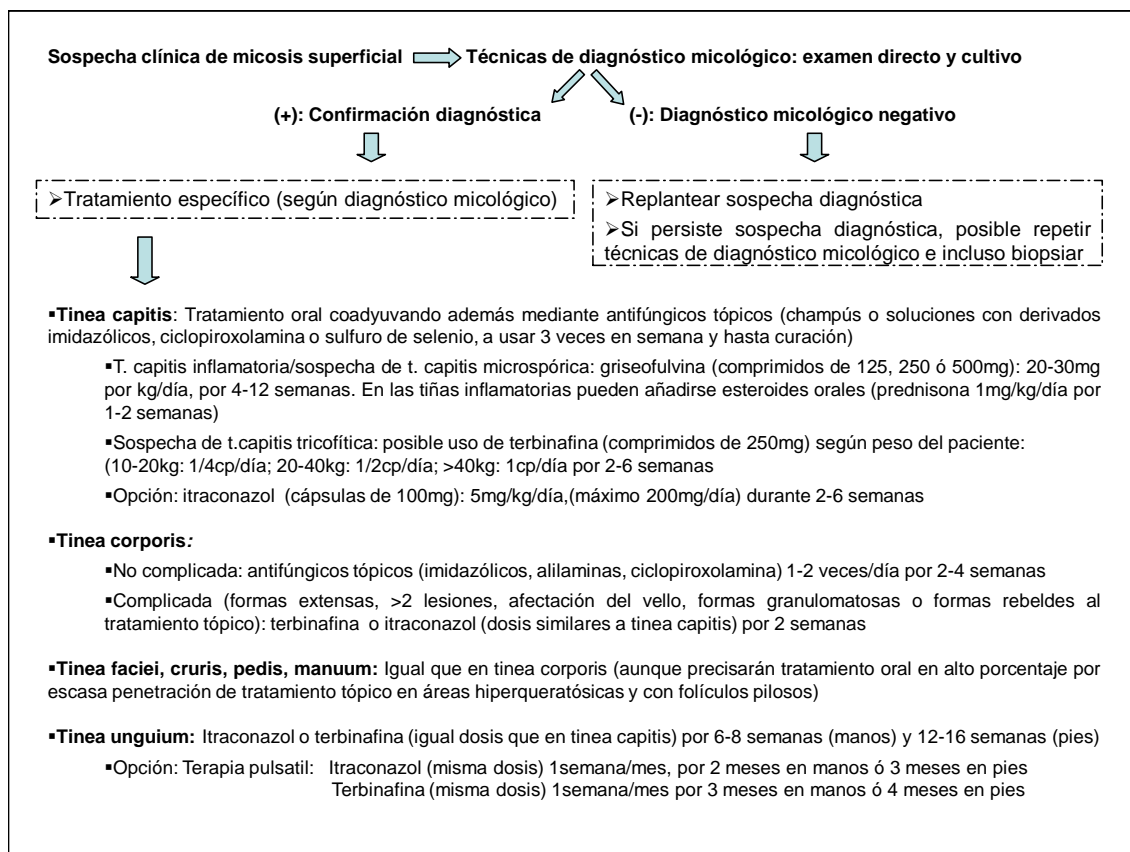 Sospecha clínica de micosis superficial Técnicas de diagnóstico micológico: examen directo y cultivo
(+): Confirmación diagnóstica (-): Diagnóstico micológico negativo
➢Tratamiento específico (según diagnóstico micológico)
➢Replantear sospecha diagnóstica
➢Si persiste sospecha diagnóstica, posible repetir
técnicas de diagnóstico micológico e incluso biopsiar
▪Tinea capitis: Tratamiento oral coadyuvando además mediante antifúngicos tópicos (champús o soluciones con derivados
imidazólicos, ciclopiroxolamina o sulfuro de selenio, a usar 3 veces en semana y hasta curación)
▪T. capitis inflamatoria/sospecha de t. capitis microspórica: griseofulvina (comprimidos de 125, 250 ó 500mg): 20-30mg
por kg/día, por 4-12 semanas. En las tiñas inflamatorias pueden añadirse esteroides orales (prednisona 1mg/kg/día por
1-2 semanas)
▪Sospecha de t.capitis tricofítica: posible uso de terbinafina (comprimidos de 250mg) según peso del paciente:
(10-20kg: 1/4cp/día; 20-40kg: 1/2cp/día; >40kg: 1cp/día por 2-6 semanas
▪Opción: itraconazol (cápsulas de 100mg): 5mg/kg/día,(máximo 200mg/día) durante 2-6 semanas
▪Tinea corporis:
▪No complicada: antifúngicos tópicos (imidazólicos, alilaminas, ciclopiroxolamina) 1-2 veces/día por 2-4 semanas
▪Complicada (formas extensas, >2 lesiones, afectación del vello, formas granulomatosas o formas rebeldes al
tratamiento tópico): terbinafina o itraconazol (dosis similares a tinea capitis) por 2 semanas
▪Tinea faciei, cruris, pedis, manuum: Igual que en tinea corporis (aunque precisarán tratamiento oral en alto porcentaje por
escasa penetración de tratamiento tópico en áreas hiperqueratósicas y con folículos pilosos)
▪Tinea unguium: Itraconazol o terbinafina (igual dosis que en tinea capitis) por 6-8 semanas (manos) y 12-16 semanas (pies)
▪Opción: Terapia pulsatil: Itraconazol (misma dosis) 1semana/mes, por 2 meses en manos ó 3 meses en pies
Terbinafina (misma dosis) 1semana/mes por 3 meses en manos ó 4 meses en pies